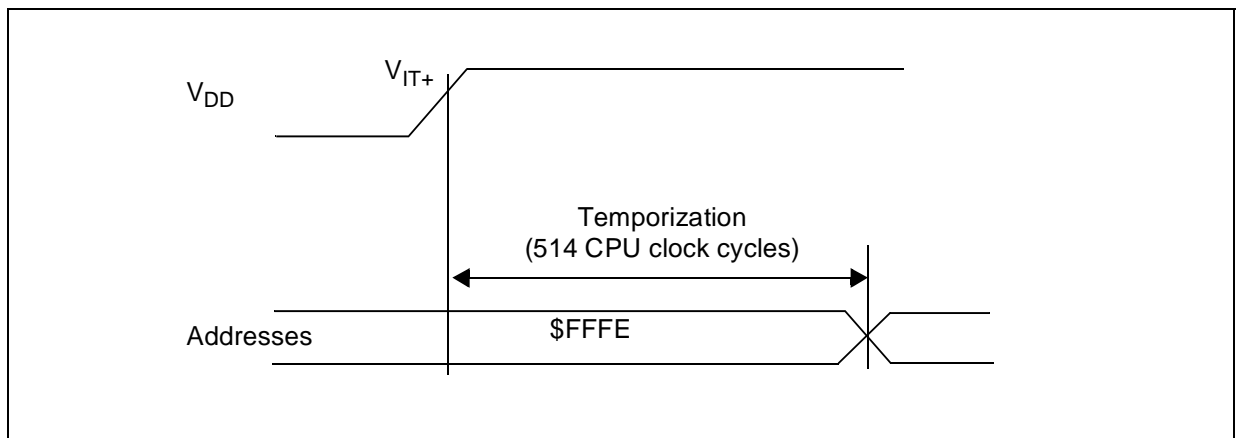 V_IT+
V_DD
Temporization
(514 CPU clock cycles)
$FFFE
Addresses